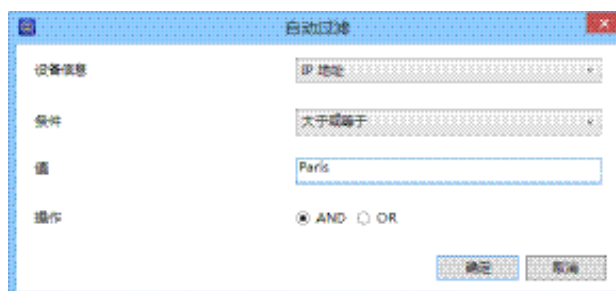 自动过滤
设备信息 IP 地址
条件 大于或等于
值 Paris
操作 AND OR
确定 取消